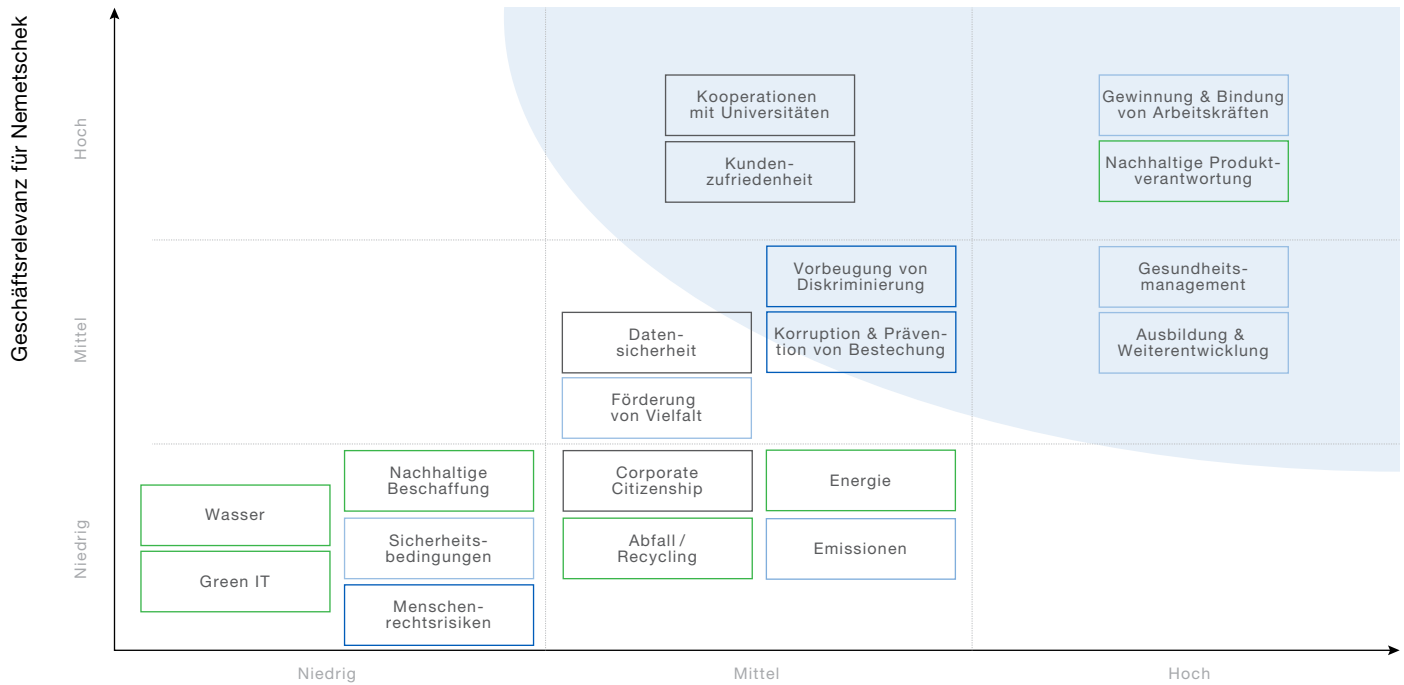 Geschäftsrelevanz für Nemetschek
Hoch
Kooperationen
mit Universitäten
Gewinnung & Bindung
von Arbeitskräften
Kunden-
zufriedenheit
Nachhaltige Produkt-
verantwortung
Mittel
Vorbeugung von
Diskriminierung
Gesundheits-
management
Daten-
sicherheit
Korruption & Präven-
tion von Bestechung
Ausbildung &
Weiterentwicklung
Förderung
von Vielfalt
Niedrig
Nachhaltige
Beschaffung
Corporate
Citizenship
Energie
Wasser
Sicherheits-
bedingungen
Abfall /
Recycling
Emissionen
Green IT
Menschen-
rechtsrisiken
Niedrig
Mittel
Hoch